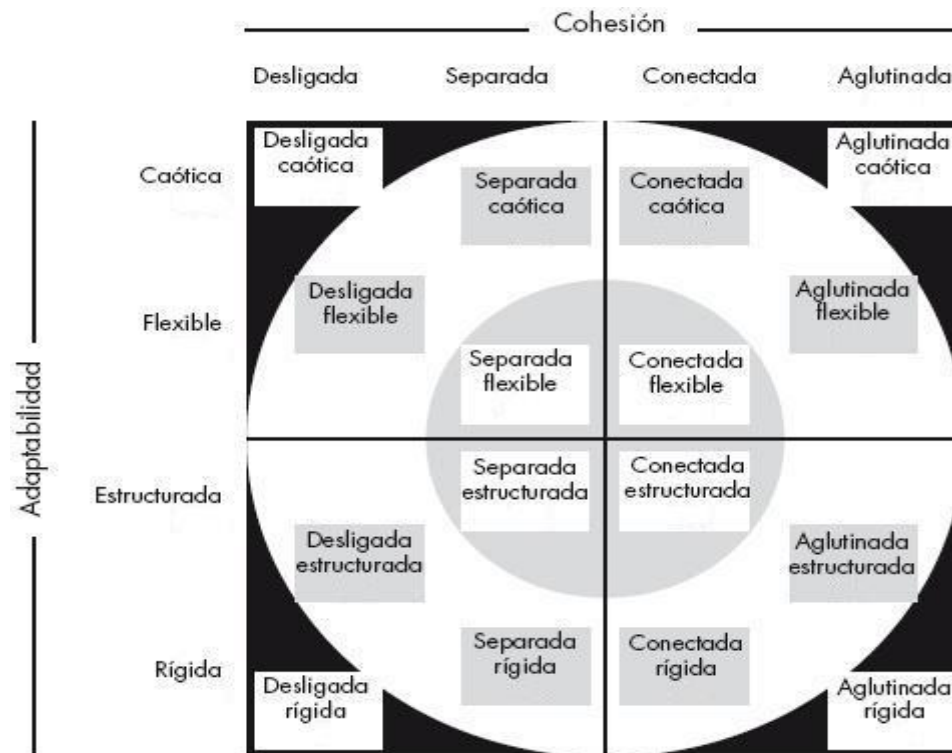 Cohesión
Desligada Separada Conectada Aglutinada
Adaptabilidad
Caótica
Flexible
Estructurada
Rígida
Desligada
caótica
Separada
caótica
Conectada
caótica
Aglutinada
caótica
Desligada
flexible
Separada
flexible
Conectada
flexible
Aglutinada
flexible
Desligada
estructurada
Separada
estructurada
Conectada
estructurada
Aglutinada
estructurada
Desligada
rígida
Separada
rígida
Conectada
rígida
Aglutinada
rígida